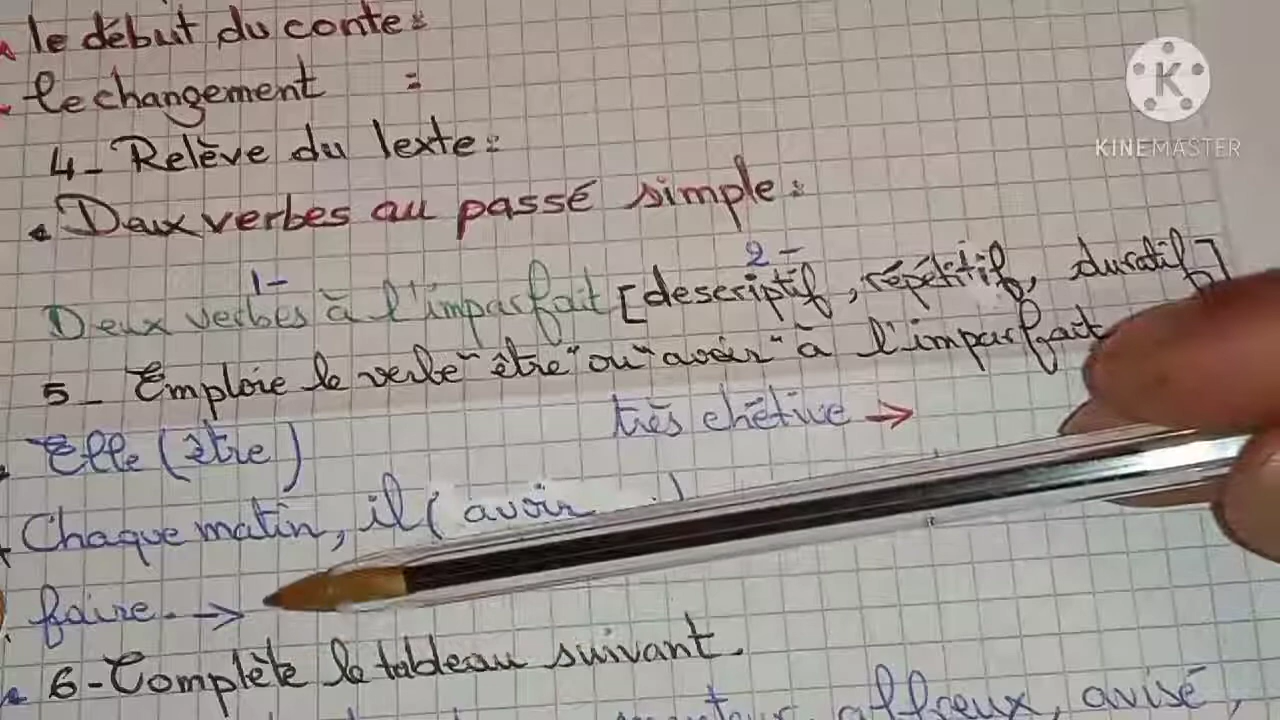 le début du conte:
le changement :
4- Relève du texte:
. Deux verbes au passé simple:
1- 2-
Deux verbes à l'imparfait [descriptif, répétitif, duratif]
5- Emploie le verbe "être" ou "avoir" à l'imparfait
Elle (être) très chétive →
Chaque matin, il (avoir
faire. →
6- Complète le tableau suivant.
affreux, avisé,
K
KINEMASTER